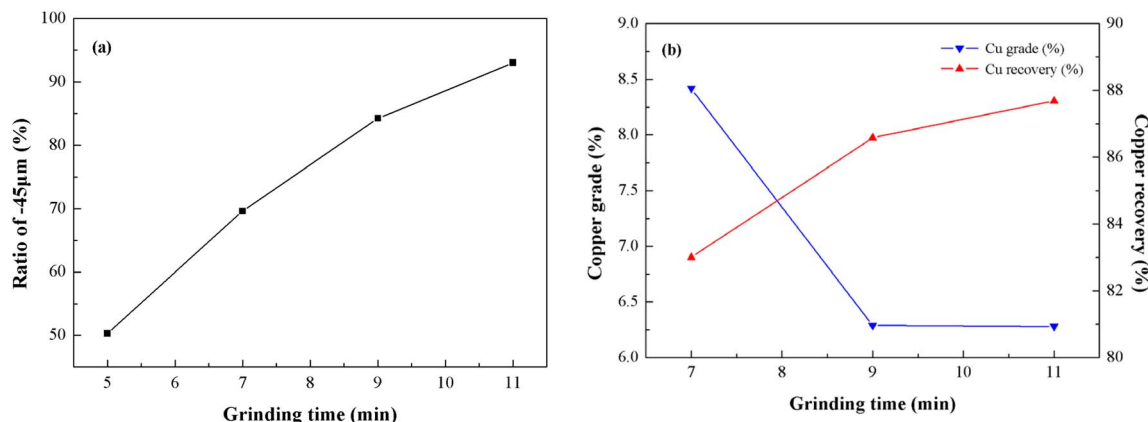 (a)
Ratio of -45μm (%)
100
90
80
70
60
50
5 6 7 8 9 10 11
Grinding time (min)
(b)
Cu grade (%)
Cu recovery (%)
Copper grade (%)
9.0
8.5
8.0
7.5
7.0
6.5
6.0
90
88
86
84
82
80
Copper recovery
(%)
7 8 9 10 11
Grinding time (min)